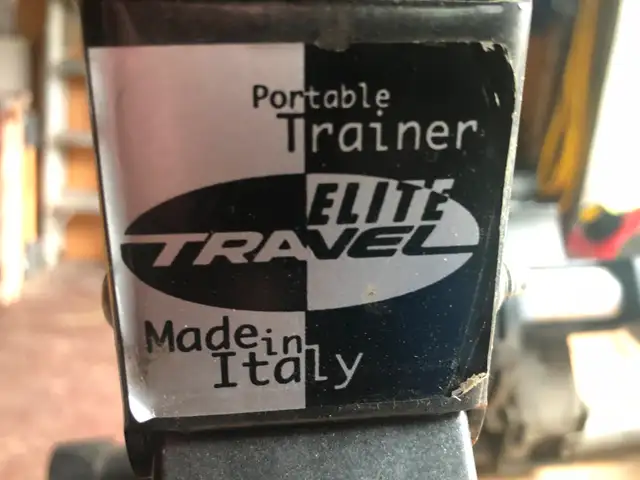 Portable
Trainer
ELITE
TRAVEL
Made in
Italy